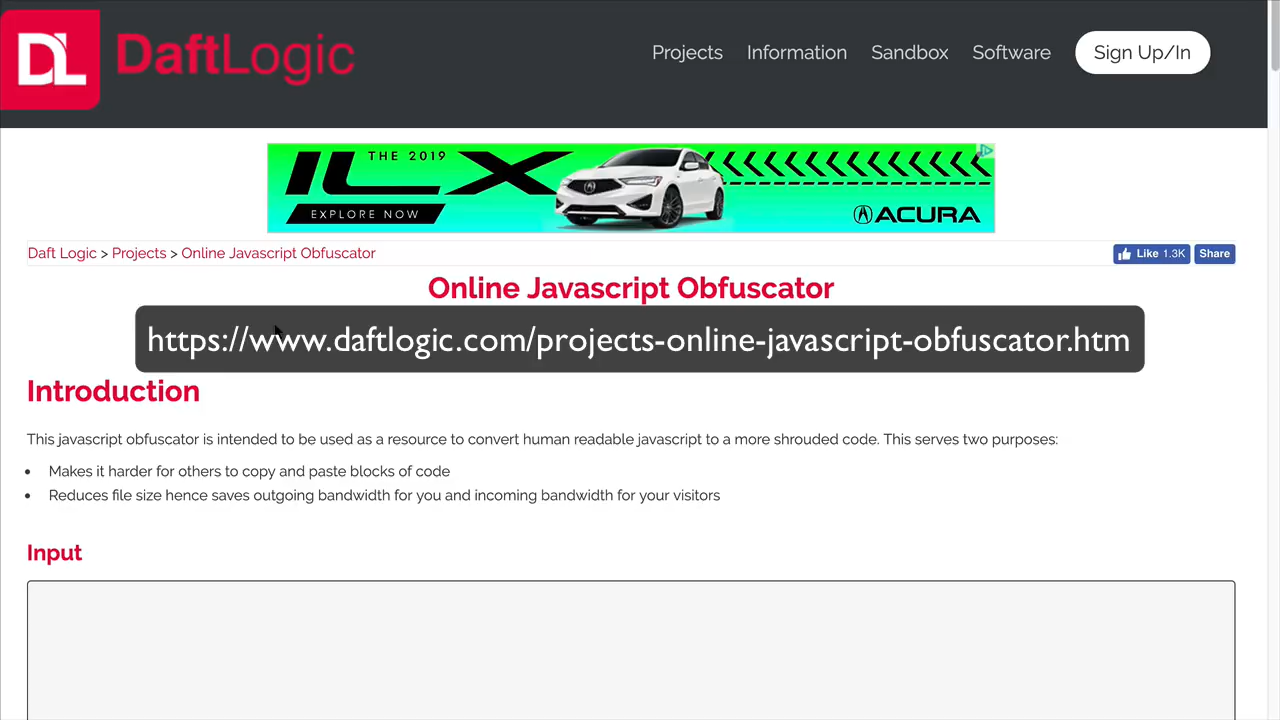 DL DaftLogic
Projects Information Sandbox Software Sign Up/In
THE 2019
ILX
EXPLORE NOW
ACURA
Daft Logic > Projects > Online Javascript Obfuscator
Like 1.3K Share
Online Javascript Obfuscator
https://www.daftlogic.com/projects-online-javascript-obfuscator.htm
Introduction
This javascript obfuscator is intended to be used as a resource to convert human readable javascript to a more shrouded code. This serves two purposes:
• Makes it harder for others to copy and paste blocks of code
• Reduces file size hence saves outgoing bandwidth for you and incoming bandwidth for your visitors
Input